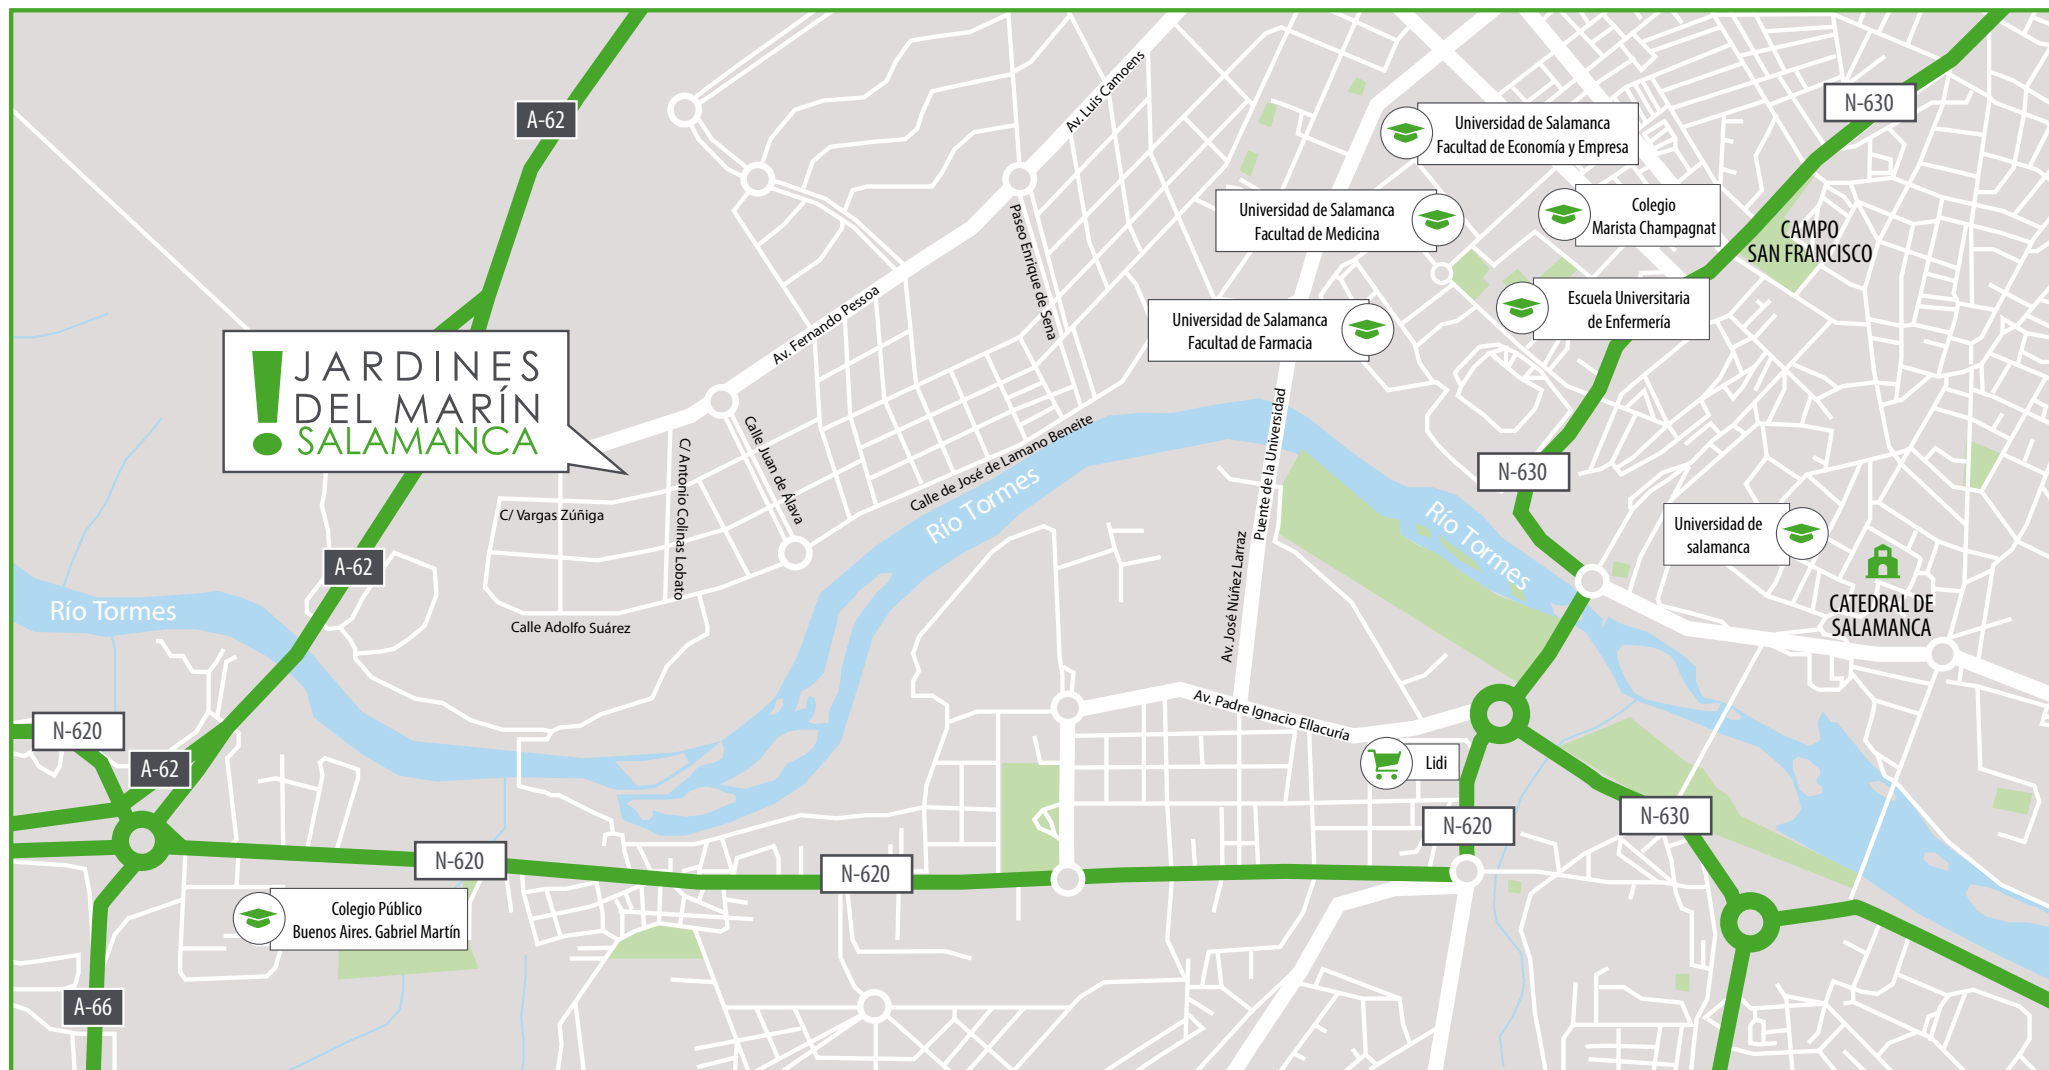 A-62
Av. Luis Camoens
N-630
Universidad de Salamanca
Facultad de Economía y Empresa
Universidad de Salamanca
Facultad de Medicina
Colegio
Marista Champagnat
CAMPO
SAN FRANCISCO
Paseo Enrique de Sena
Av. Fernando Pessoa
Universidad de Salamanca
Facultad de Farmacia
Escuela Universitaria
de Enfermería
JARDINES
DEL MARÍN
SALAMANCA
C/ Antonio Colinas Lobato
Calle Juan de Álava
Calle de José de Lamano Beneite
Río Tormes
Puente de la Universidad
N-630
Río Tormes
C/ Vargas Zúñiga
Universidad de
salamanca
A-62
Av. José Núñez Larraz
Río Tormes
Calle Adolfo Suárez
CATEDRAL DE
SALAMANCA
N-620
A-62
Av. Padre Ignacio Ellacuría
Lidi
N-620
N-630
N-620
N-620
Colegio Público
Buenos Aires. Gabriel Martín
A-66